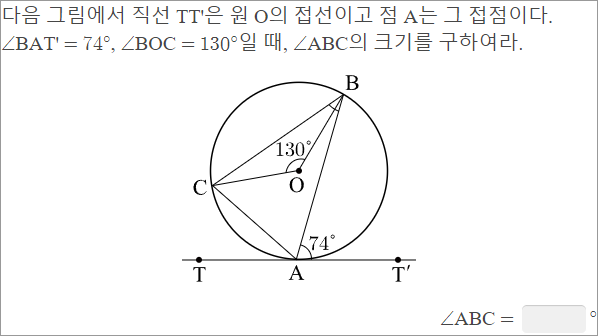 다음 그림에서 직선 TT'은 원 O의 접선이고 점 A는 그 접점이다.
∠BAT' = 74°, ∠BOC = 130°일 때, ∠ABC의 크기를 구하여라.
B
130°
C
O
74°
T
A
T′
∠ABC = °